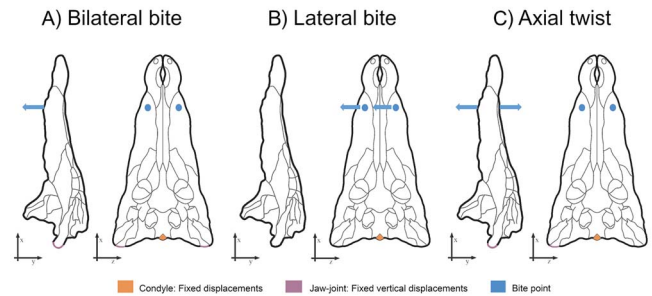 A) Bilateral bite
B) Lateral bite
C) Axial twist
x
y
x
z
x
y
x
z
x
y
x
z
Condyle: Fixed displacements
Jaw-joint: Fixed vertical displacements
Bite point